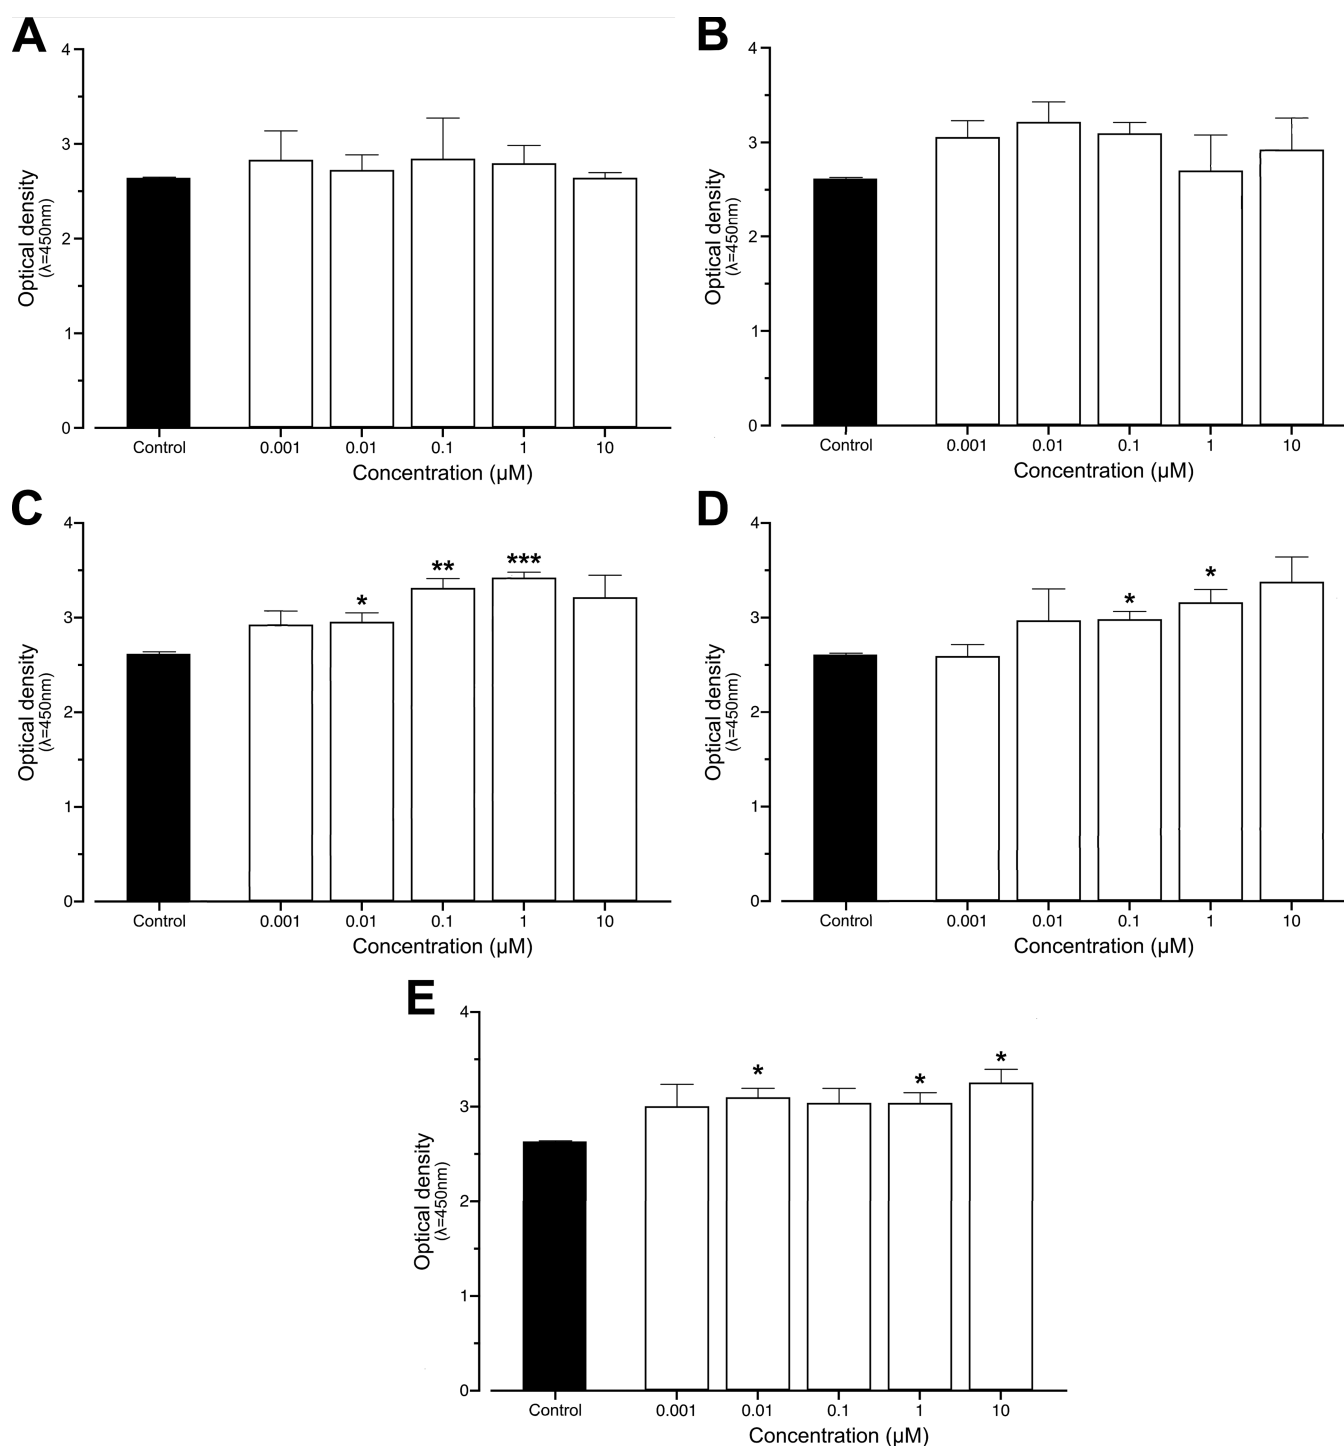 A
4
3
2
1
0
Optical density
(λ=450nm)
Control 0.001 0.01 0.1 1 10
Concentration (µM)
B
4
3
2
1
0
Optical density
(λ=450nm)
Control 0.001 0.01 0.1 1 10
Concentration (µM)
C
4
3
2
1
0
Optical density
(λ=450nm)
* ** ***
Control 0.001 0.01 0.1 1 10
Concentration (µM)
D
4
3
2
1
0
Optical density
(λ=450nm)
* *
Control 0.001 0.01 0.1 1 10
Concentration (µM)
E
4
3
2
1
0
Optical density
(λ=450nm)
* * *
Control 0.001 0.01 0.1 1 10
Concentration (µM)